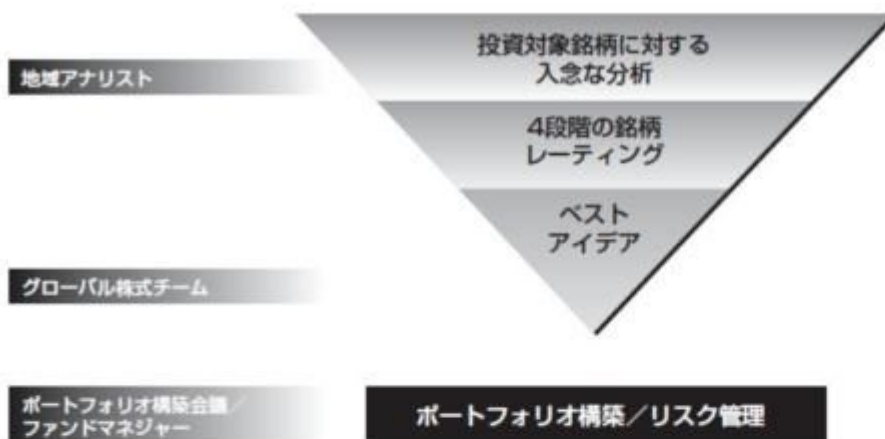 投資対象銘柄に対する
入念な分析
地域アナリスト
4段階の銘柄
レーティング
ベスト
アイデア
グローバル株式チーム
ポートフォリオ構築会議／
ファンドマネジャー
ポートフォリオ構築／リスク管理